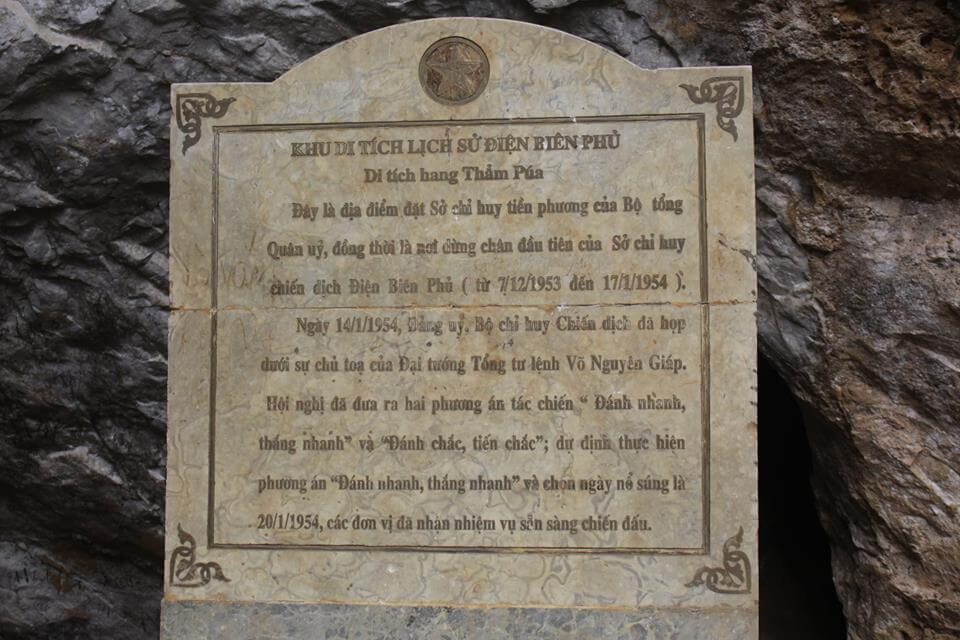 KHU DI TÍCH LỊCH SỬ ĐIỆN BIÊN PHỦ
Di tích hang Thẩm Púa
Đây là địa điểm đặt Sở chỉ huy tiền phương của Bộ tổng
Quân uỷ, đồng thời là nơi dừng chân đầu tiên của Sở chỉ huy
chiến dịch Điện Biên Phủ ( từ 7/12/1953 đến 17/1/1954 ).
Ngày 14/1/1954, Đảng uỷ, Bộ chỉ huy Chiến dịch đã họp
dưới sự chủ toạ của Đại tướng Tổng tư lệnh Võ Nguyên Giáp.
Hội nghị đã đưa ra hai phương án tác chiến “ Đánh nhanh,
thắng nhanh” và “Đánh chắc, tiến chắc”; dự định thực hiện
phương án “Đánh nhanh, thắng nhanh” và chọn ngày nổ súng là
20/1/1954, các đơn vị đã nhận nhiệm vụ sẵn sàng chiến đấu.